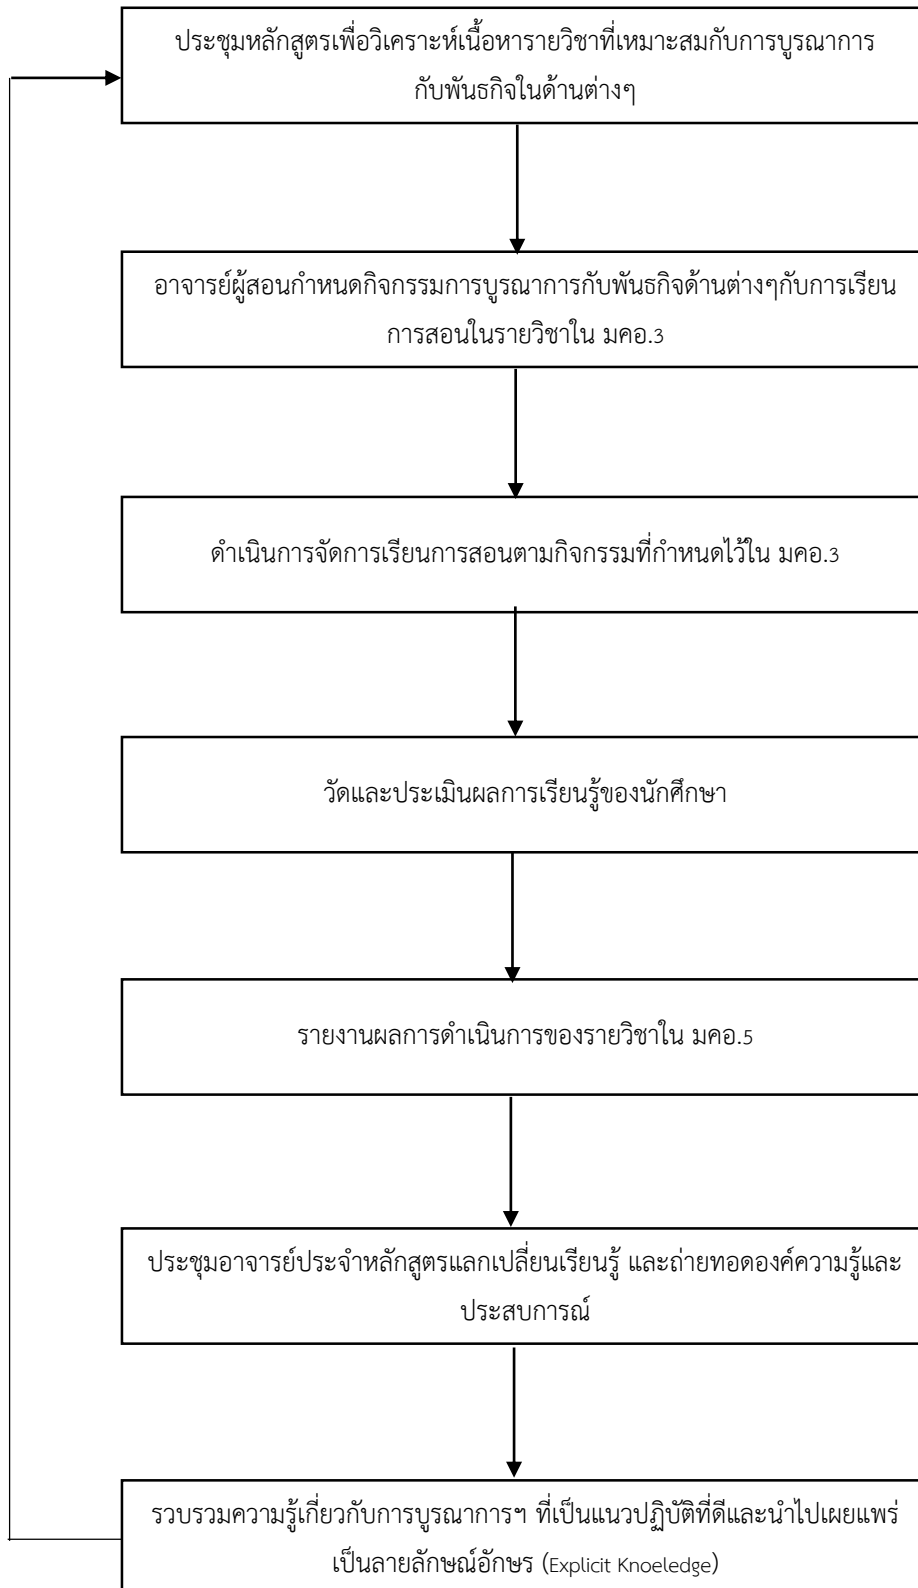 ประชุมหลักสูตรเพื่อวิเคราะห์เนื้อหารายวิชาที่เหมาะสมกับการบูรณาการ
กับพันธกิจในด้านต่างๆ
อาจารย์ผู้สอนกำหนดกิจกรรมการบูรณาการกับพันธกิจด้านต่างๆกับการเรียน
การสอนในรายวิชาใน มคอ.3
ดำเนินการจัดการเรียนการสอนตามกิจกรรมที่กำหนดไว้ใน มคอ.3
วัดและประเมินผลการเรียนรู้ของนักศึกษา
รายงานผลการดำเนินการของรายวิชาใน มคอ.5
ประชุมอาจารย์ประจำหลักสูตรแลกเปลี่ยนเรียนรู้ และถ่ายทอดองค์ความรู้และ
ประสบการณ์
รวบรวมความรู้เกี่ยวกับการบูรณาการฯ ที่เป็นแนวปฏิบัติที่ดีและนำไปเผยแพร่
เป็นลายลักษณ์อักษร (Explicit Knoeledge)